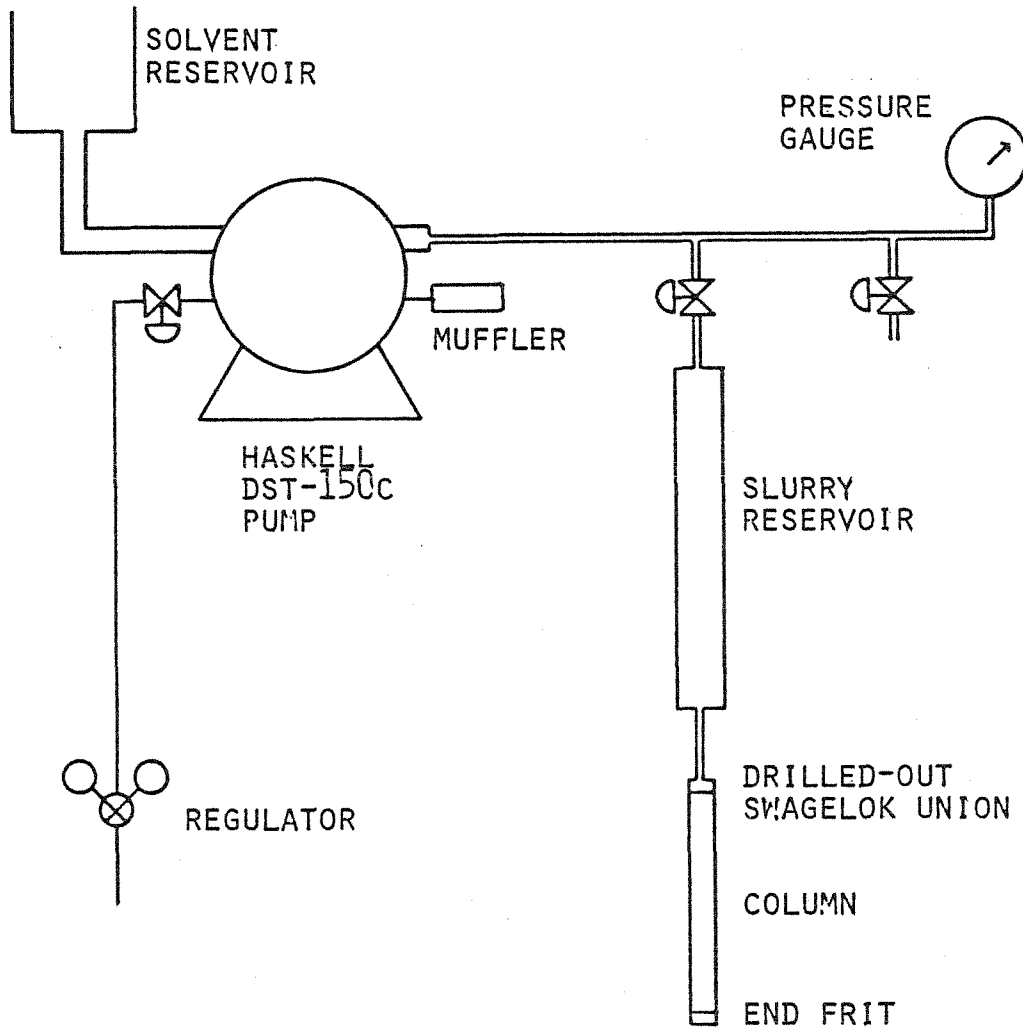 SOLVENT
RESERVOIR
PRESSURE
GAUGE
MUFFLER
HASKELL
DST-150C
PUMP
SLURRY
RESERVOIR
DRILLED-OUT
SWAGELOK UNION
REGULATOR
COLUMN
END FRIT